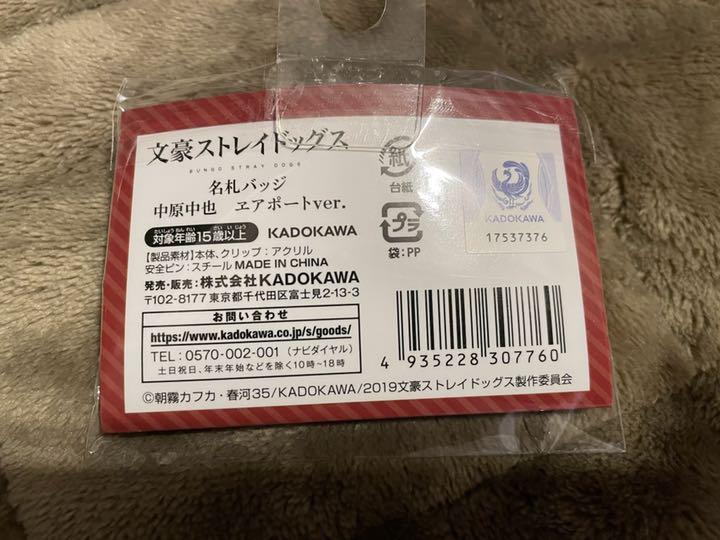 文豪ストレイドッグス
BUNGO STRAY DOGS
名札バッジ
中原中也 ヱアポートver.
たいしょうねんれい さい いじょう
対象年齢15歳以上 KADOKAWA
【製品素材】本体、クリップ:アクリル
安全ピン:スチール MADE IN CHINA
発売・販売:株式会社KADOKAWA
〒102-8177 東京都千代田区富士見2-13-3
お問い合わせ
https://www.kadokawa.co.jp/s/goods/
TEL:0570-002-001(ナビダイヤル)
土日祝日、年末年始などを除く10時~18時
紙
台紙
プラ
袋:PP
KADOKAWA
17537376
4 935228 307760
©朝霧カフカ・春河35/KADOKAWA/2019文豪ストレイドッグス製作委員会